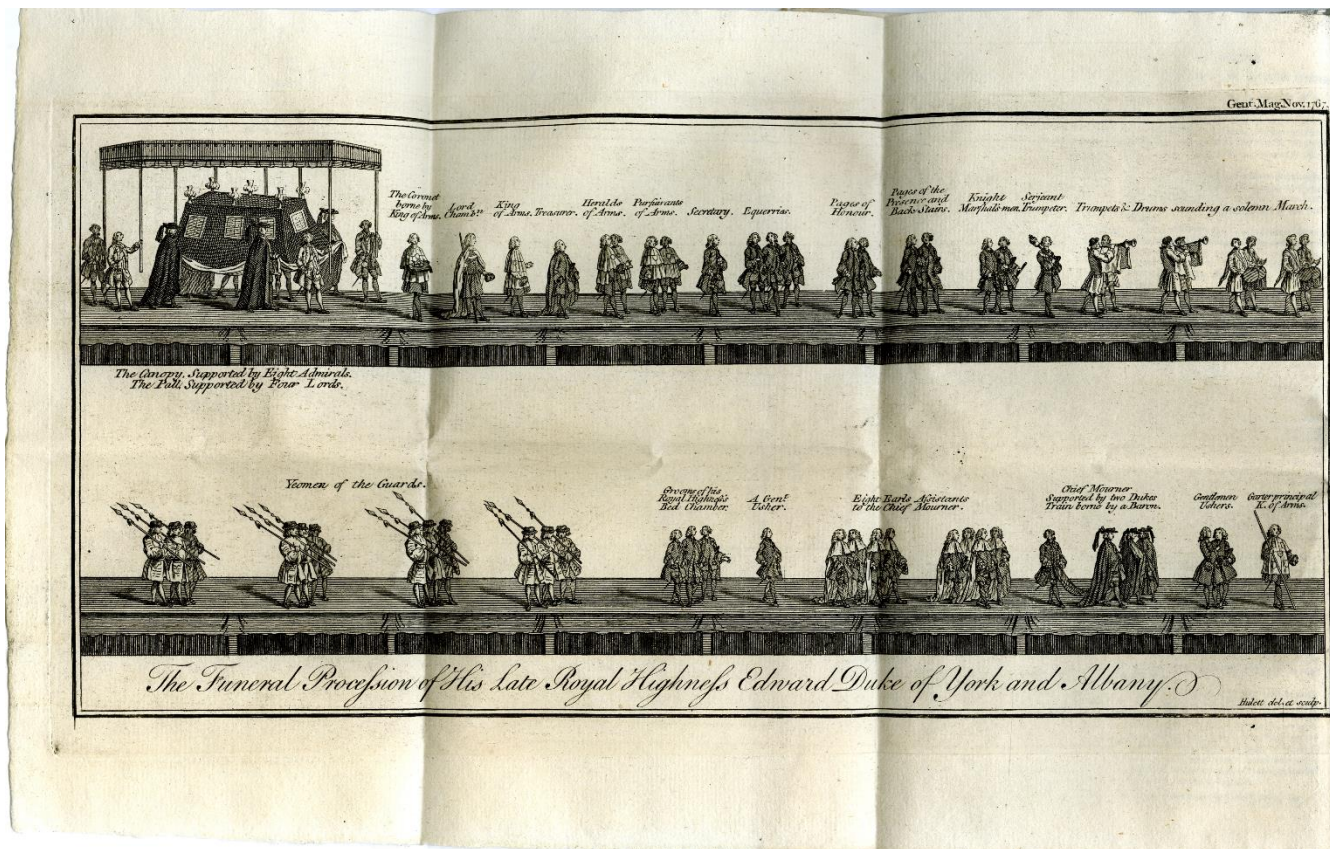 Gent. Mag. Nov. 1767.
The Coronet
borne by
King of Arms.
Lord
Chamb.ⁿ
King
of Arms.
Treasurer.
Heralds
of Arms.
Pursuivants
of Arms.
Secretary.
Equerries.
Pages of
Honour.
Pages of the
Presence and
Back-Stairs.
Knight
Marshals-men.
Serjeant
Trumpeter.
Trumpets & Drums sounding a solemn March.
The Canopy, Supported by Eight Admirals.
The Pall, Supported by Four Lords.
Yeomen of the Guards.
Grooms of his
Royal Highness's
Bed Chamber.
A Genᵗ.
Usher.
Eight Earls Assistants
to the Chief Mourner.
Chief Mourner
Supported by two Dukes
Train borne by a Baron.
Gentlemen
Ushers.
Garter principal
K. of Arms.
The Funeral Proceſsion of His Late Royal Highneſs Edward Duke of York and Albany.
Hulett del. et sculp.